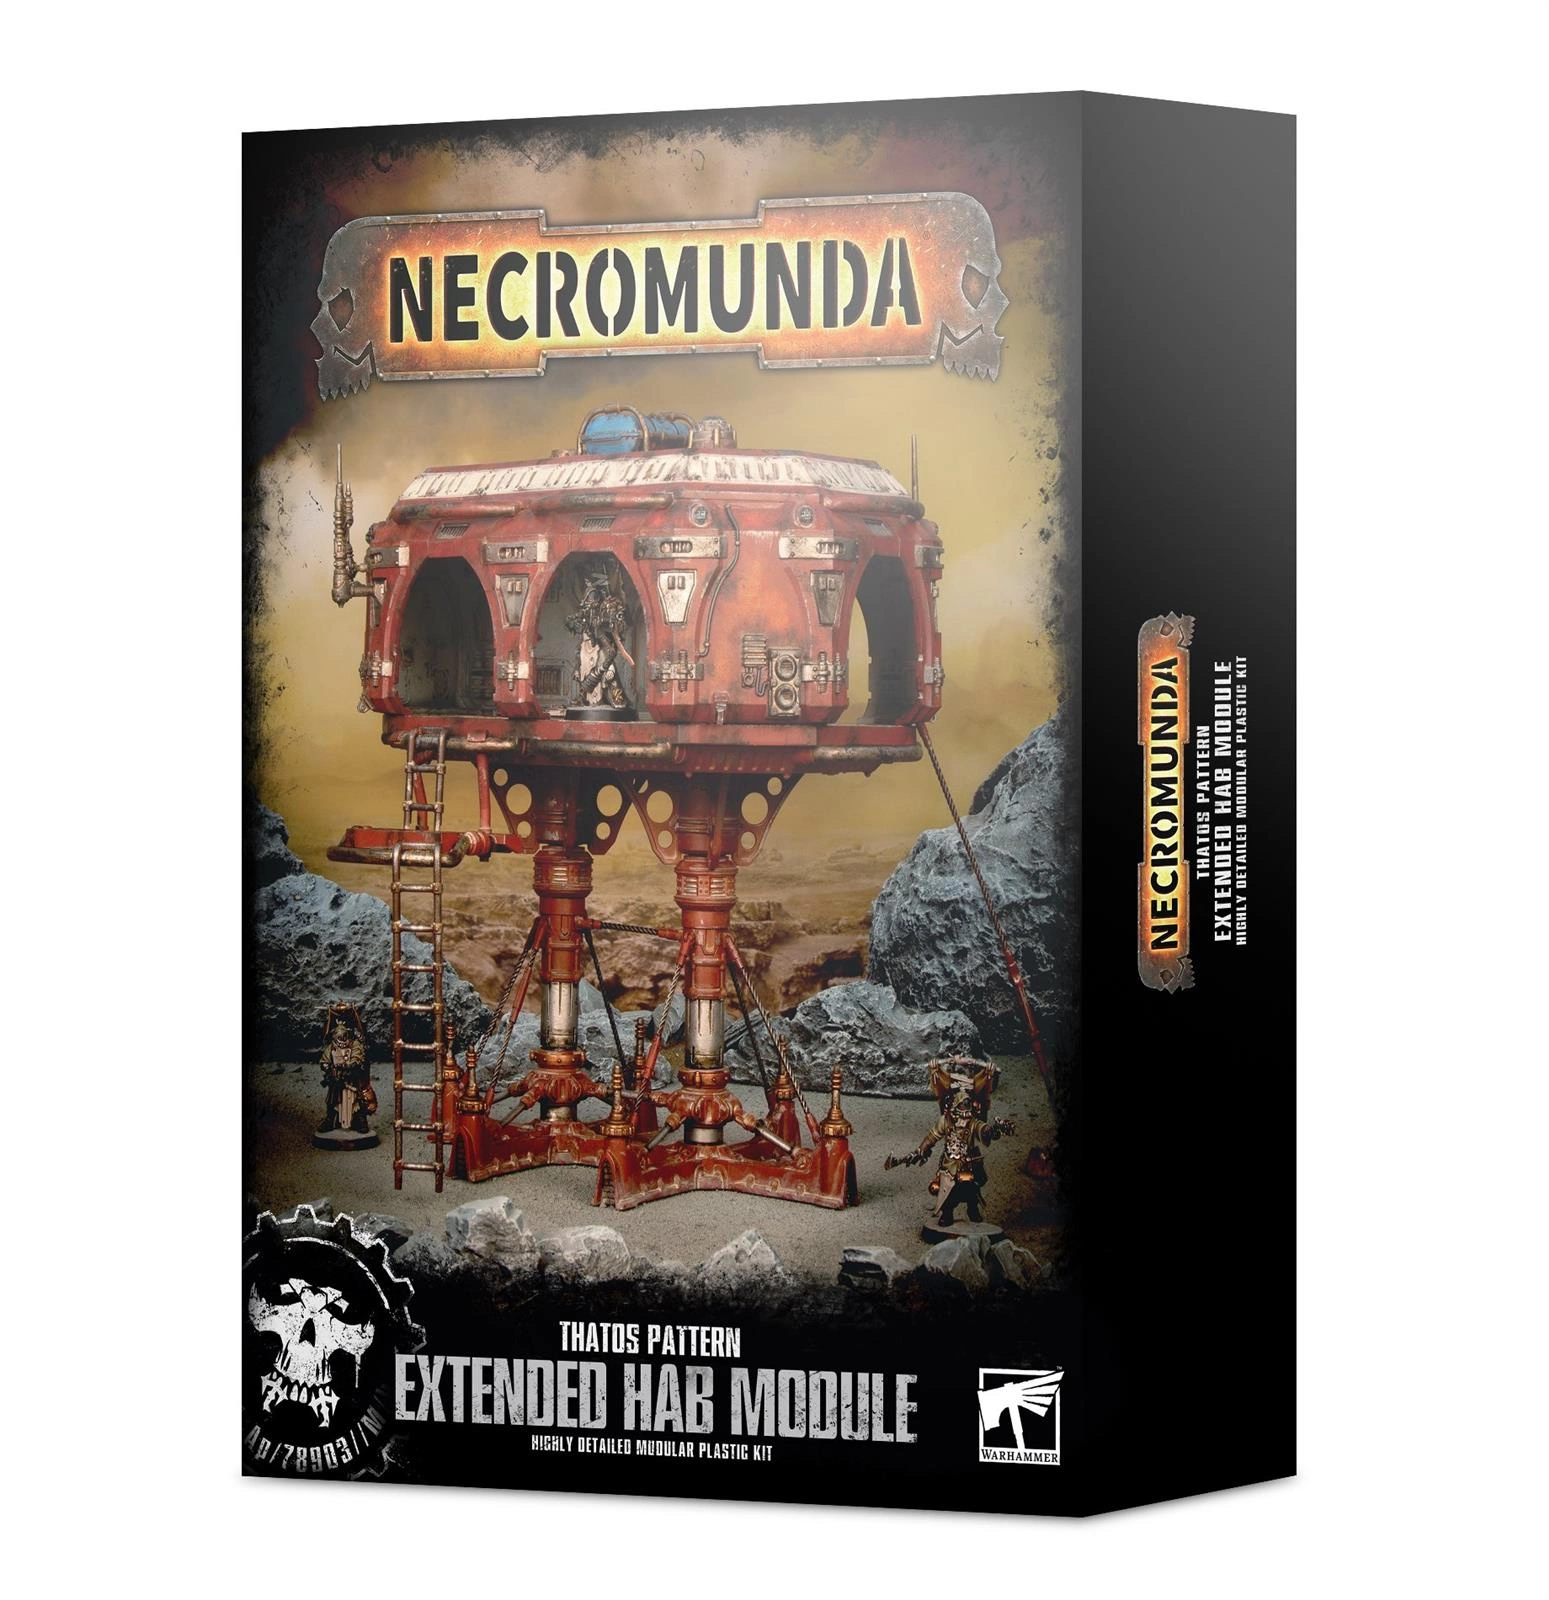 NECROMUNDA
THATOS PATTERN
EXTENDED HAB MODULE
HIGHLY DETAILED MODULAR PLASTIC KIT
WARHAMMER
™
NECROMUNDA
THATOS PATTERN
EXTENDED HAB MODULE
HIGHLY DETAILED MODULAR PLASTIC KIT